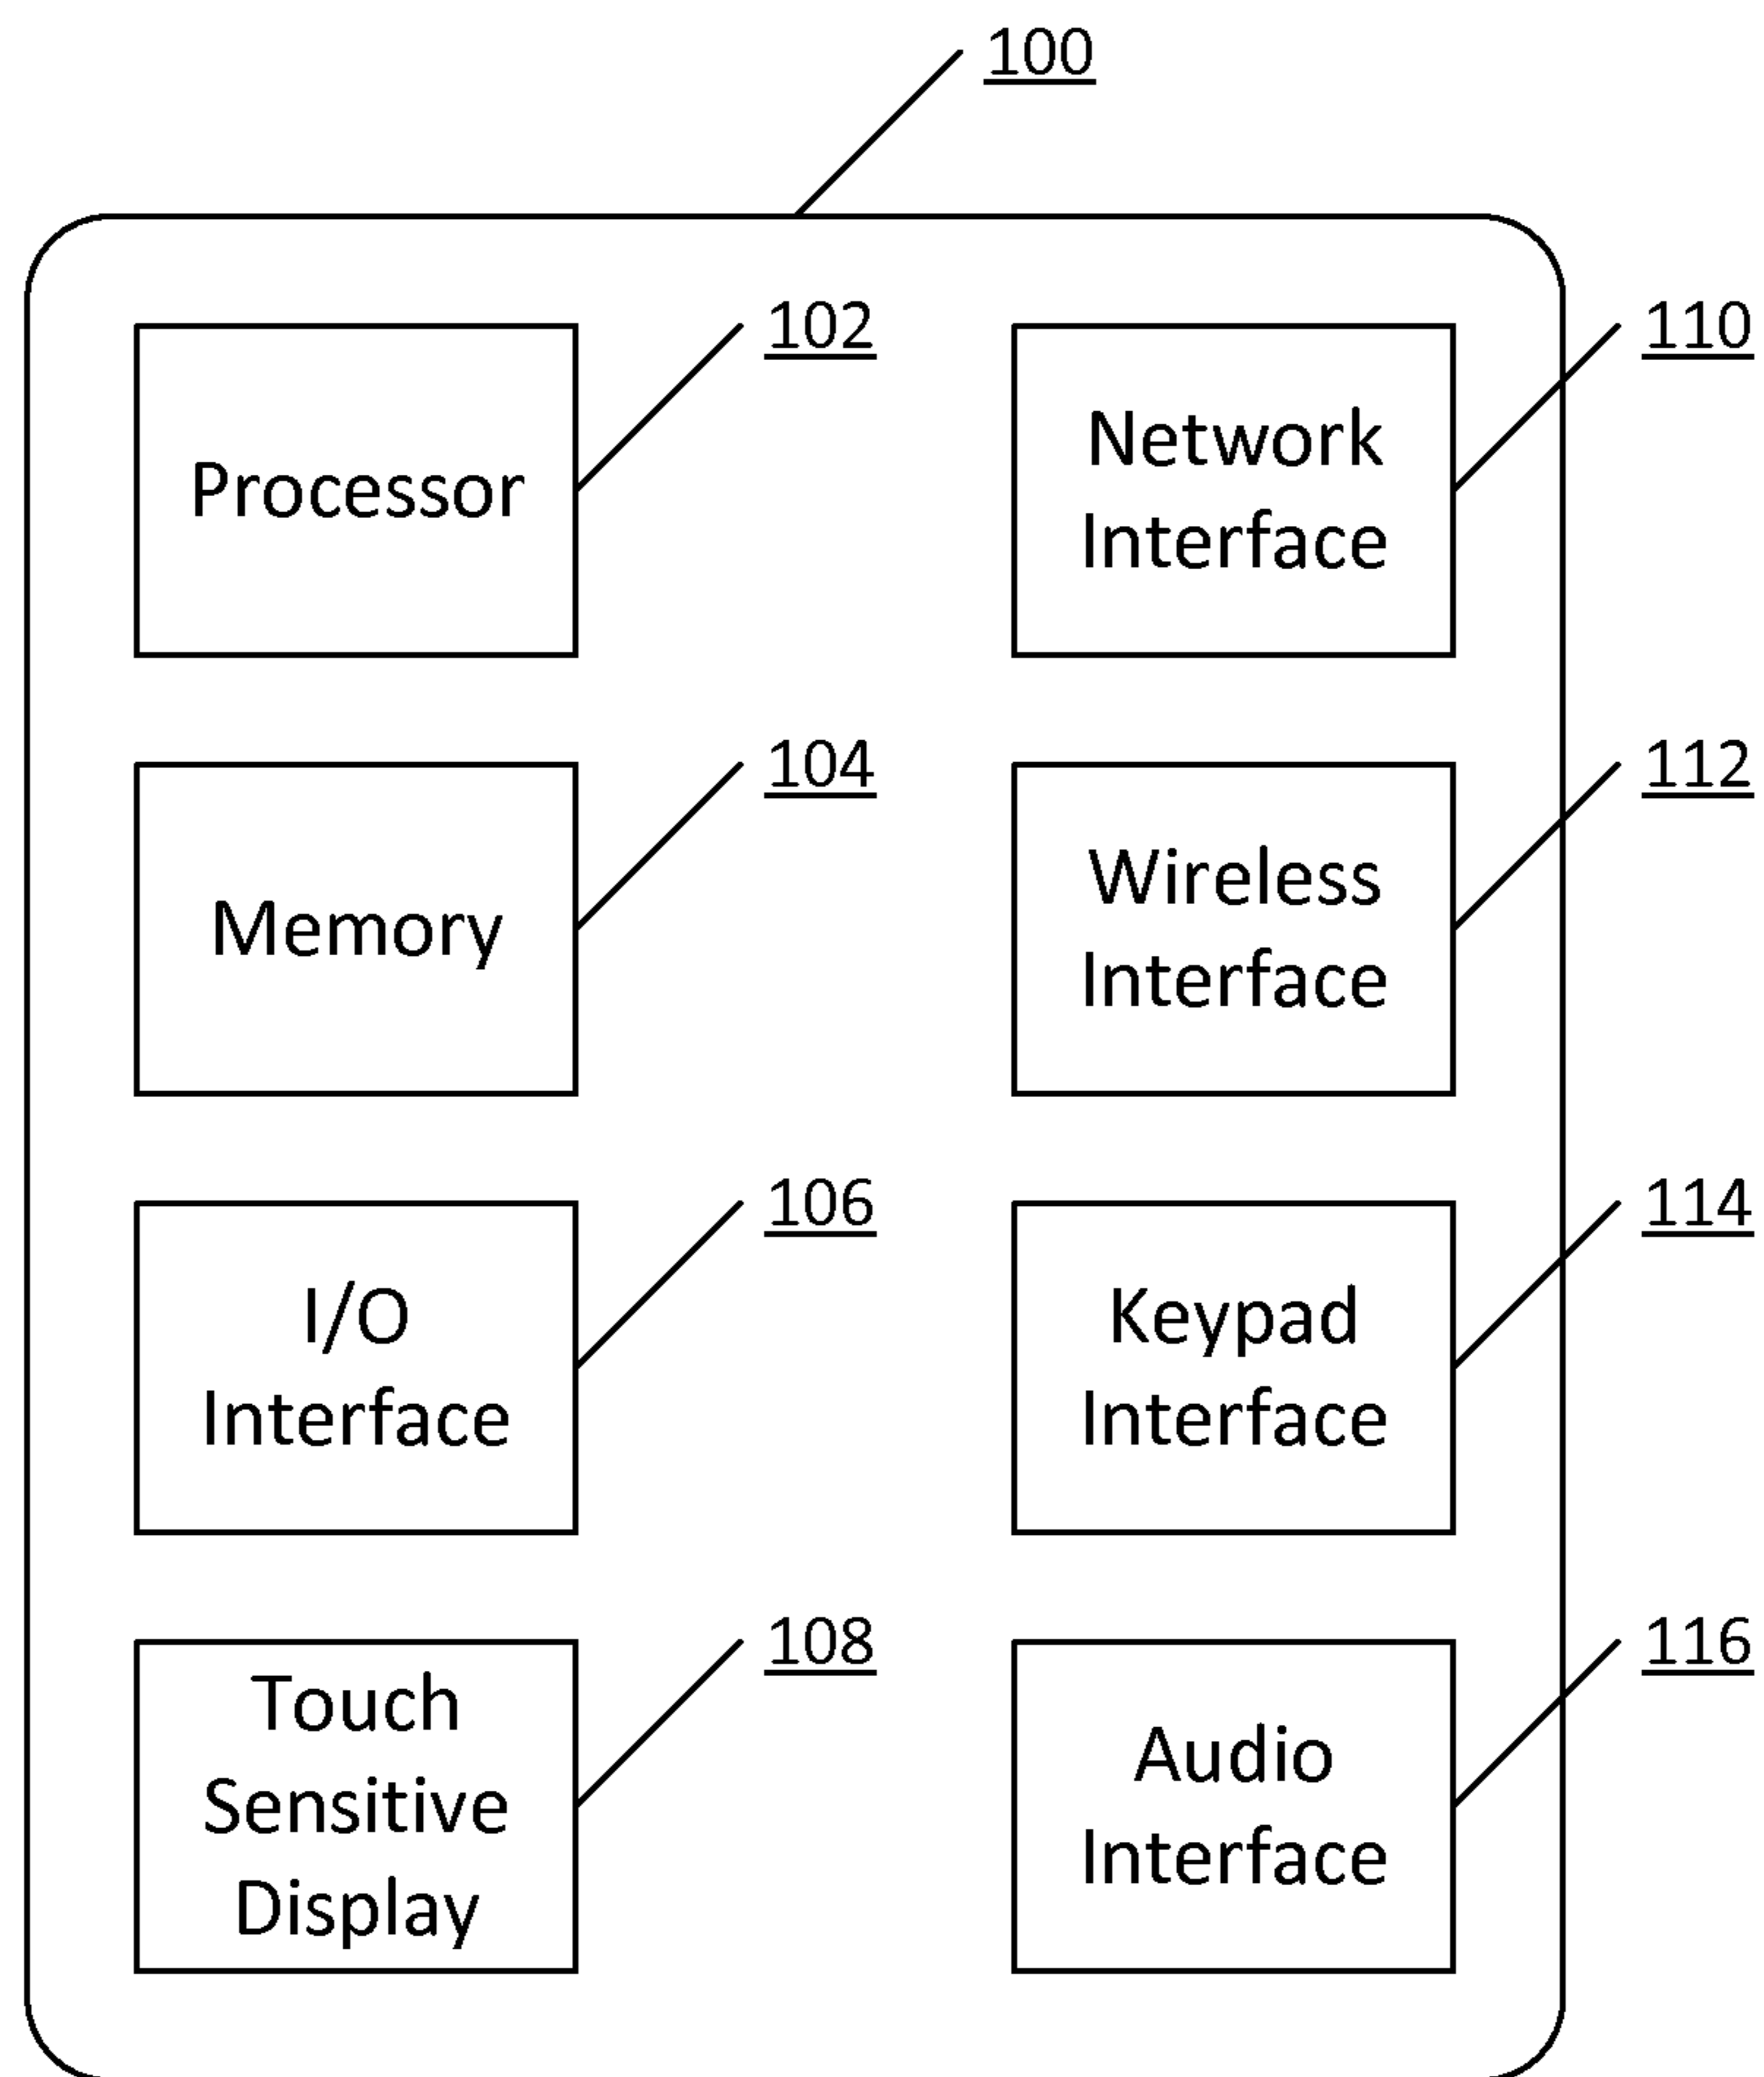 100
102
Processor
110
Network
Interface
104
Memory
112
Wireless
Interface
106
I/O
Interface
114
Keypad
Interface
108
Touch
Sensitive
Display
116
Audio
Interface